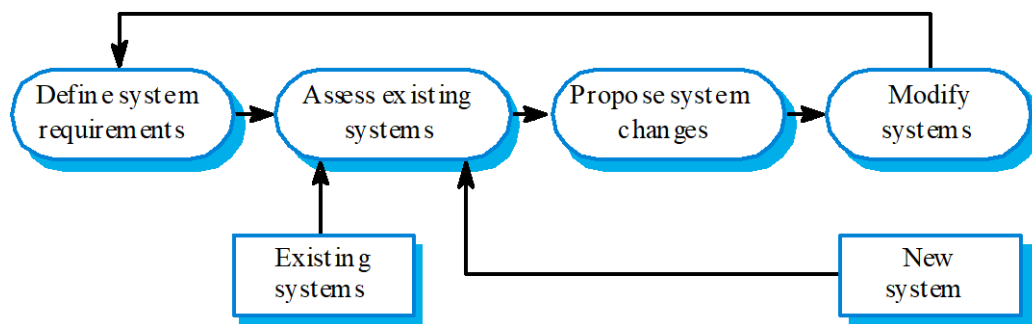 Define system
requirements
Assess existing
systems
Propose system
changes
Modify
systems
Existing
systems
New
system